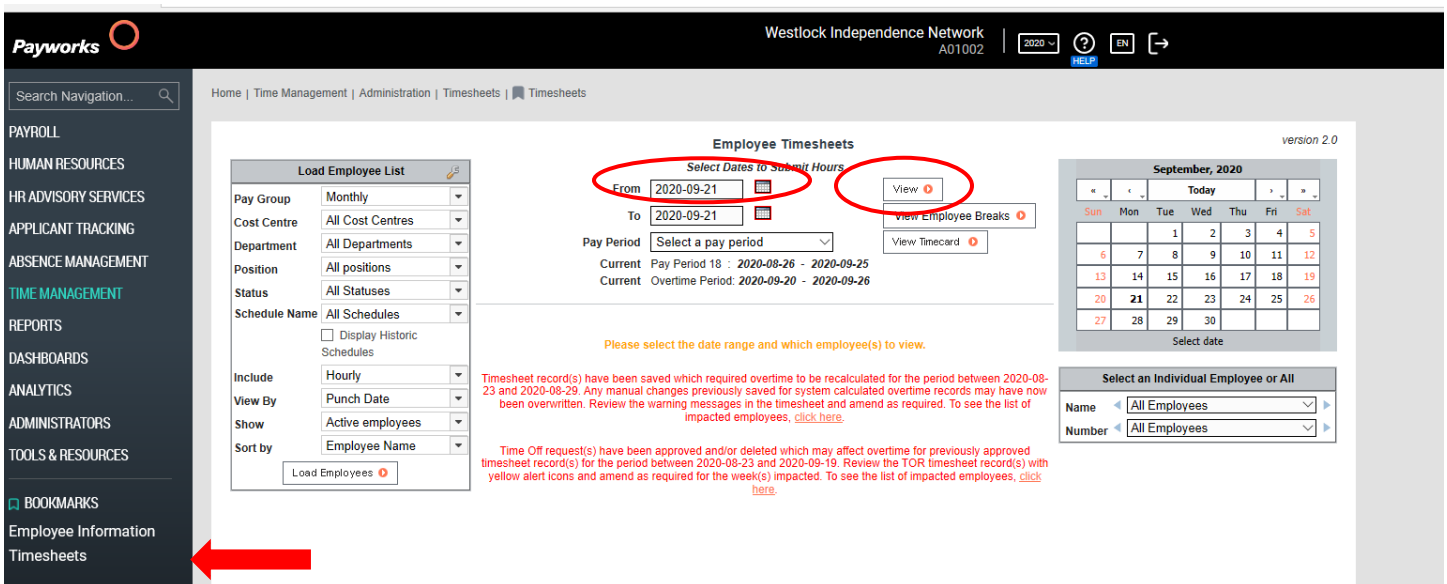 Payworks
Westlock Independence Network
A01002
2020
HELP
EN
Search Navigation...
PAYROLL
HUMAN RESOURCES
HR ADVISORY SERVICES
APPLICANT TRACKING
ABSENCE MANAGEMENT
TIME MANAGEMENT
REPORTS
DASHBOARDS
ANALYTICS
ADMINISTRATORS
TOOLS & RESOURCES
BOOKMARKS
Employee Information
Timesheets
Home | Time Management | Administration | Timesheets | Timesheets
version 2.0
Load Employee List
Pay Group Monthly
Cost Centre All Cost Centres
Department All Departments
Position All positions
Status All Statuses
Schedule Name All Schedules
Display Historic
Schedules
Include Hourly
View By Punch Date
Show Active employees
Sort by Employee Name
Load Employees
Employee Timesheets
Select Dates to Submit Hours
From 2020-09-21
View
To 2020-09-21
View Employee Breaks
Pay Period Select a pay period
View Timecard
Current Pay Period 18 : 2020-08-26 - 2020-09-25
Current Overtime Period: 2020-09-20 - 2020-09-26
Please select the date range and which employee(s) to view.
Timesheet record(s) have been saved which required overtime to be recalculated for the period between 2020-08-
23 and 2020-08-29. Any manual changes previously saved for system calculated overtime records may have now
been overwritten. Review the warning messages in the timesheet and amend as required. To see the list of
impacted employees, click here.
Time Off request(s) have been approved and/or deleted which may affect overtime for previously approved
timesheet record(s) for the period between 2020-08-23 and 2020-09-19. Review the TOR timesheet record(s) with
yellow alert icons and amend as required for the week(s) impacted. To see the list of impacted employees, click
here.
September, 2020
« ‹ Today › »
Sun Mon Tue Wed Thu Fri Sat
1 2 3 4 5
6 7 8 9 10 11 12
13 14 15 16 17 18 19
20 21 22 23 24 25 26
27 28 29 30
Select date
Select an Individual Employee or All
Name All Employees
Number All Employees